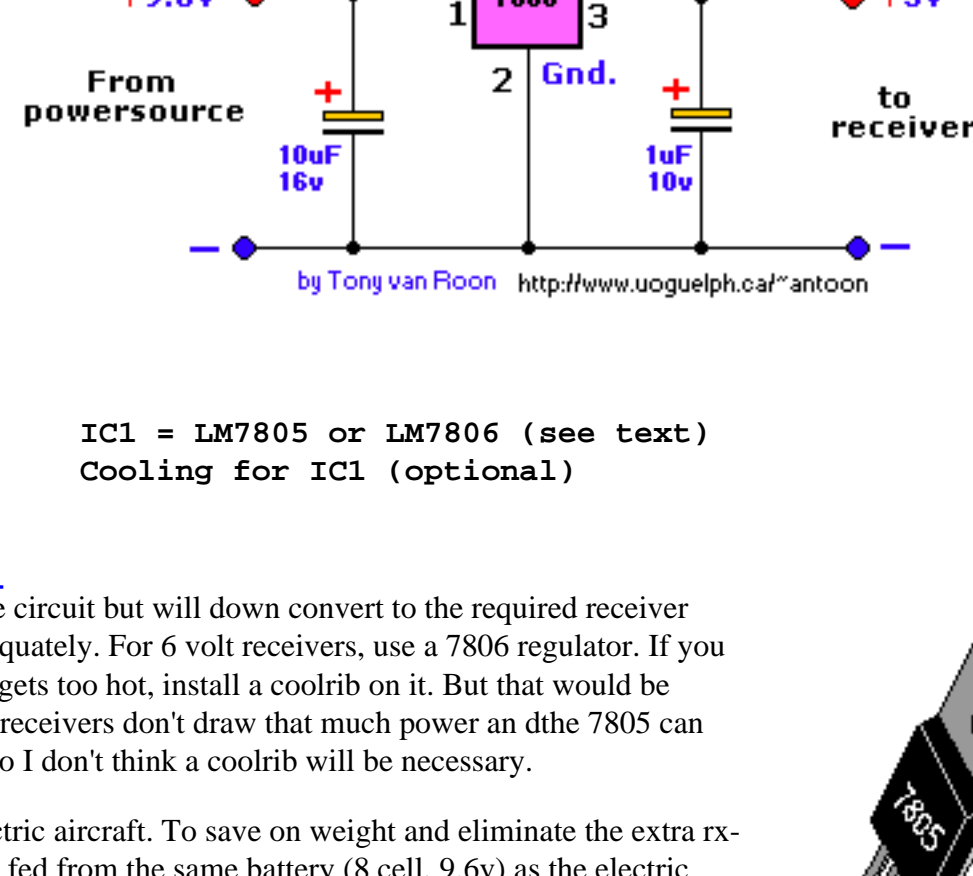 1
3
2
Gnd.
From
powersource
+
+
to
receiver
10uF
16v
1uF
10v
by Tony van Roon
http://www.uoguelph.ca/~antoon
IC1 = LM7805 or LM7806 (see text)
Cooling for IC1 (optional)
circuit but will down convert to the required receiver
For 6 volt receivers, use a 7806 regulator. If you
gets too hot, install a coolrib on it. But that would be
receivers don't draw that much power an dthe 7805 can
I don't think a coolrib will be necessary.
7805
aircraft. To save on weight and eliminate the extra rx-
fed from the same battery (8 cell, 9.6v) as the electric